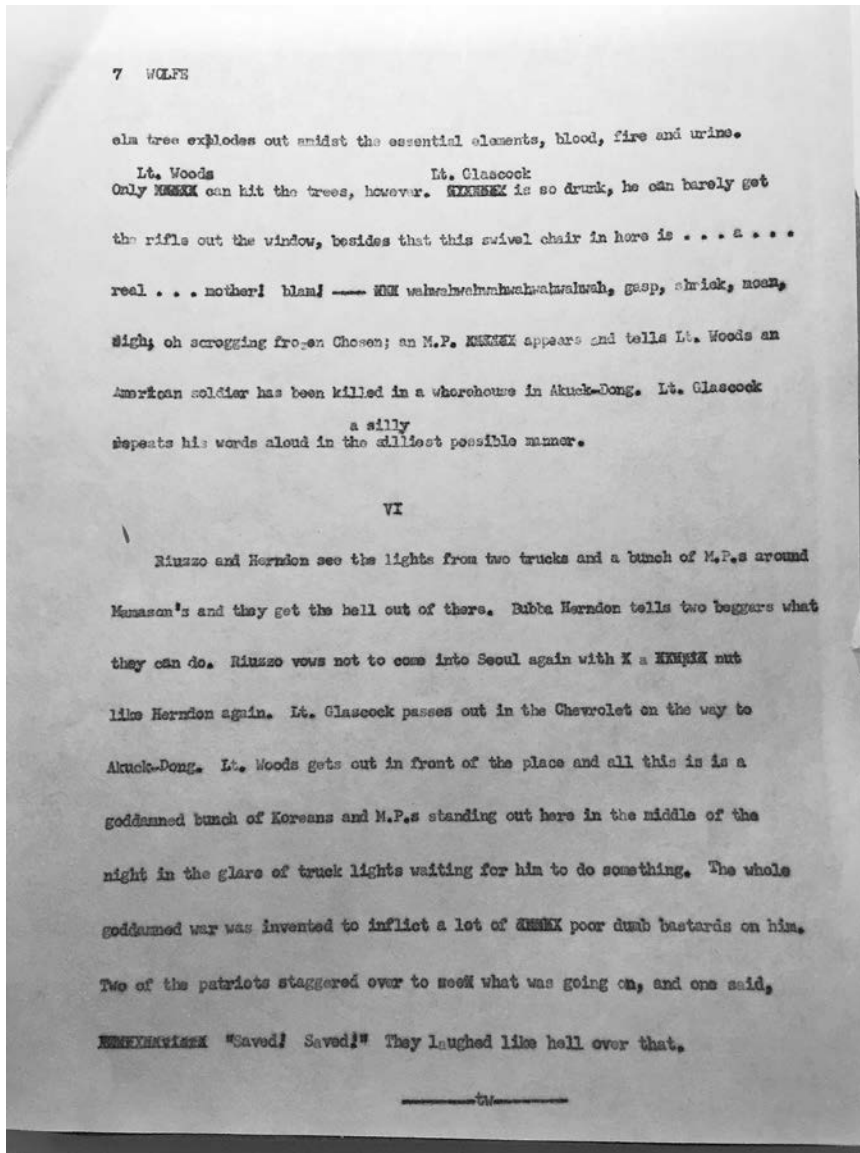 7 WOLFE
elm tree explodes out amidst the essential elements, blood, fire and urine.
Lt. Woods Lt. Glascock
Only can hit the trees, however. is so drunk, he can barely get
the rifle out the window, besides that this swivel chair in here is . . . a . . .
real . . . mother! blam! —— wahwahwahwahwahwahwahwah, gasp, shriek, moan,
sigh; oh scrogging frozen Chosen; an M.P. appears and tells Lt. Woods an
American soldier has been killed in a whorehouse in Akuck-Dong. Lt. Glascock
a silly
repeats his words aloud in the silliest possible manner.
VI
Riuzzo and Herndon see the lights from two trucks and a bunch of M.P.s around
Mamasan's and they get the hell out of there. Bubba Herndon tells two beggars what
they can do. Riuzzo vows not to come into Seoul again with a nut
like Herndon again. Lt. Glascock passes out in the Chevrolet on the way to
Akuck-Dong. Lt. Woods gets out in front of the place and all this is is a
goddamned bunch of Koreans and M.P.s standing out here in the middle of the
night in the glare of truck lights waiting for him to do something. The whole
goddamned war was invented to inflict a lot of poor dumb bastards on him.
Two of the patriots staggered over to see what was going on, and one said,
"Saved! Saved!" They laughed like hell over that.
——tw——